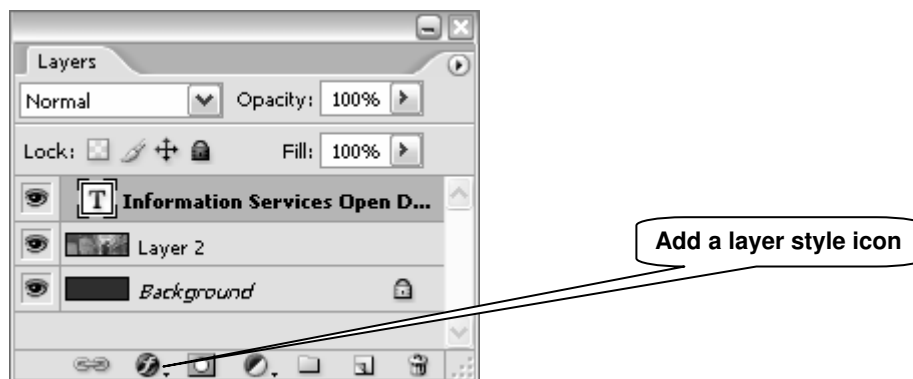 Layers
Normal Opacity: 100%
Lock: Fill: 100%
T Information Services Open D...
Layer 2
Add a layer style icon
Background